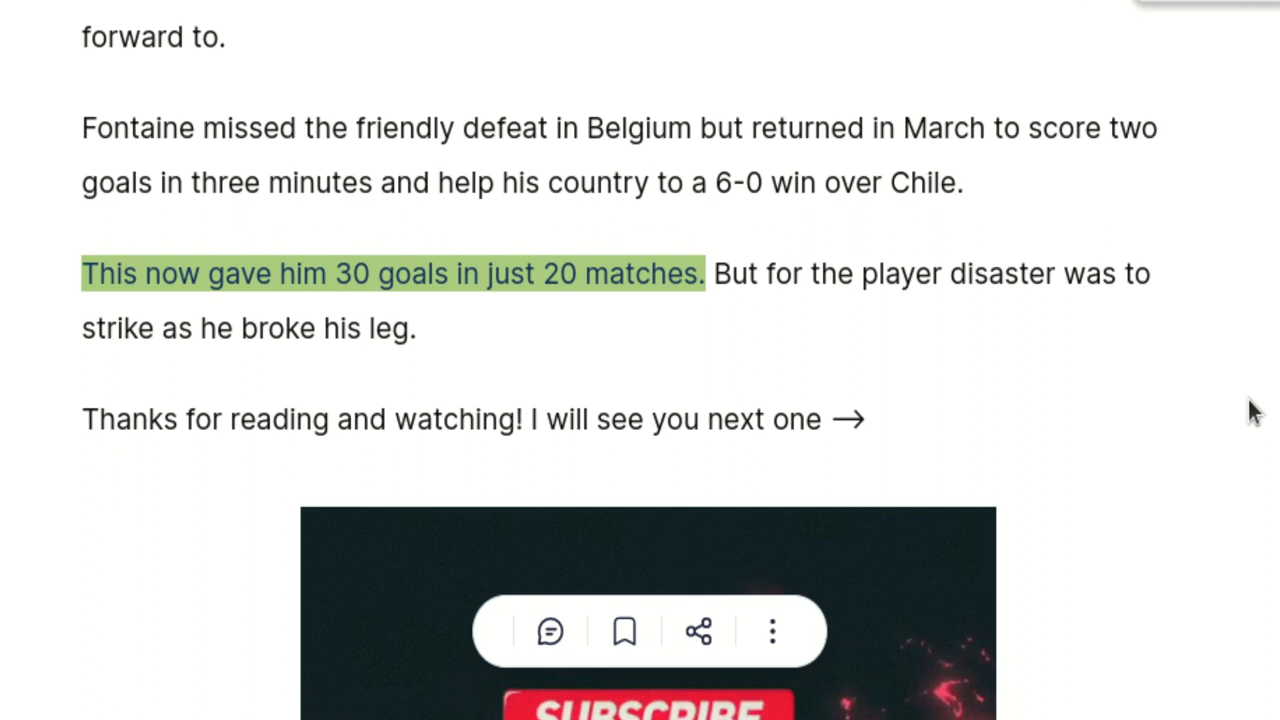 forward to.
Fontaine missed the friendly defeat in Belgium but returned in March to score two
goals in three minutes and help his country to a 6-0 win over Chile.
This now gave him 30 goals in just 20 matches. But for the player disaster was to
strike as he broke his leg.
Thanks for reading and watching! I will see you next one →
SUBSCRIBE